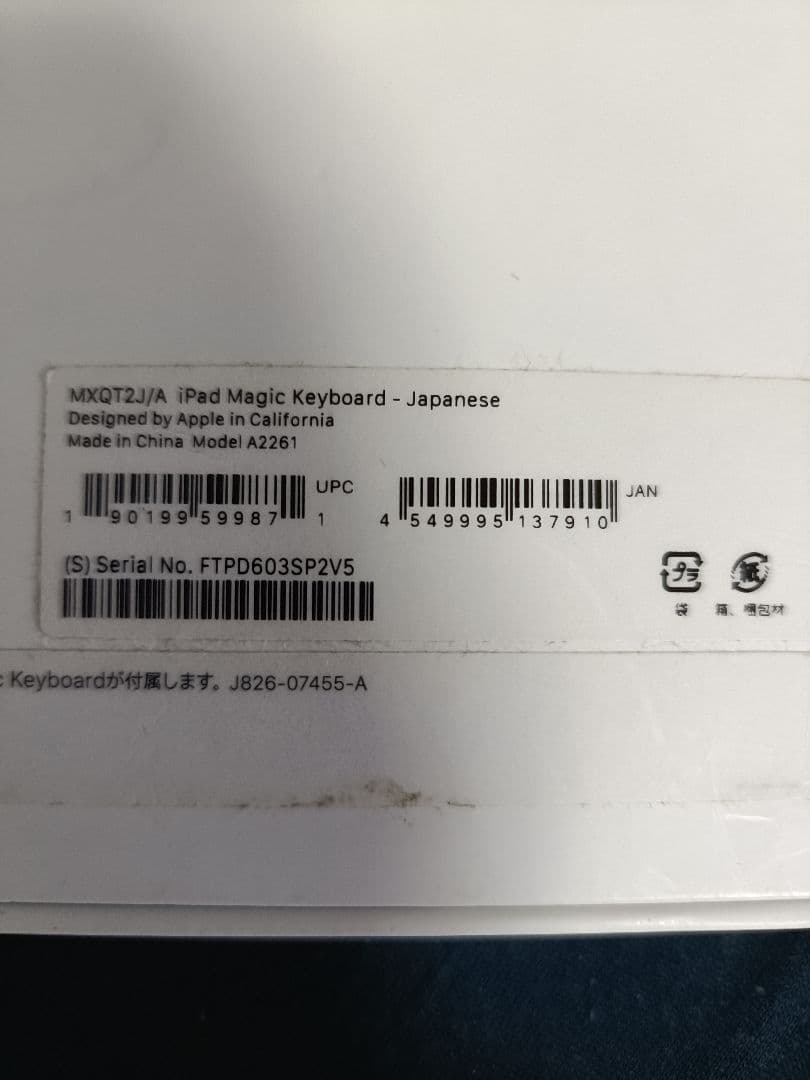 MXQT2J/A iPad Magic Keyboard - Japanese
Designed by Apple in California
Made in China Model A2261
UPC
1 90199 59987 1
JAN
4 549995 137910
(S) Serial No. FTPD603SP2V5
プラ 紙
袋 箱、梱包材
Keyboardが付属します。J826-07455-A